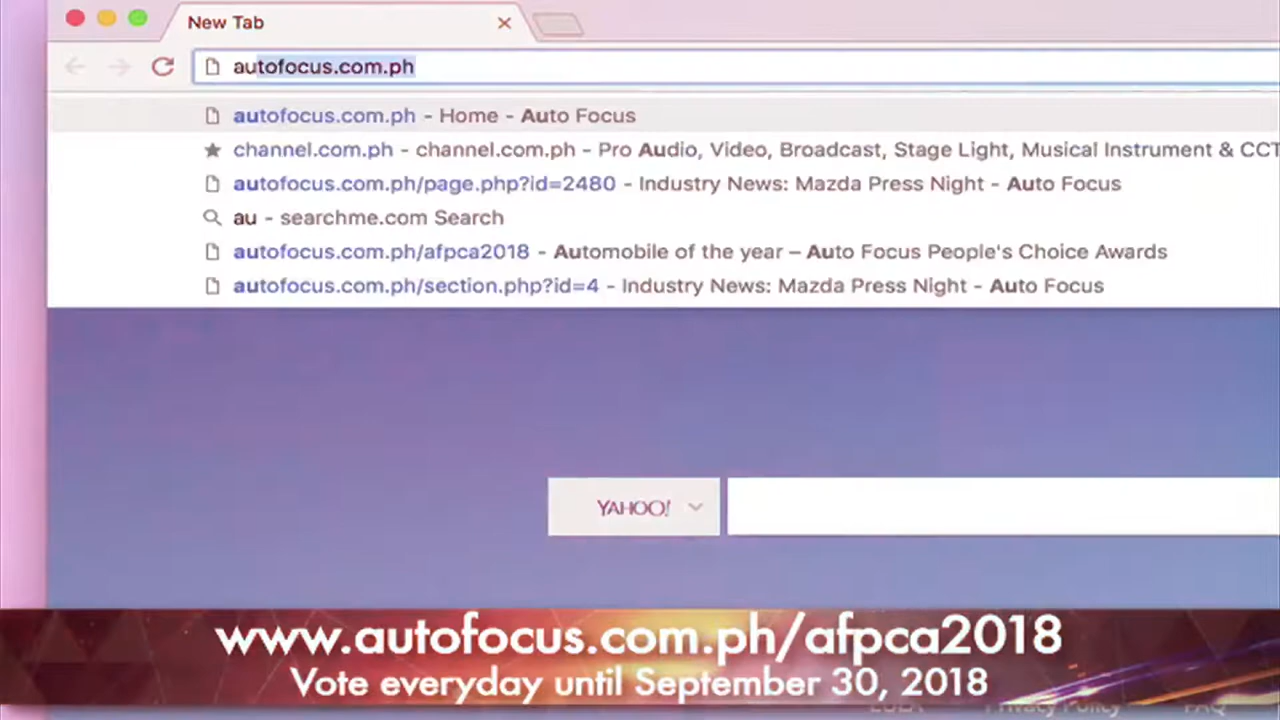 New Tab
autofocus.com.ph
autofocus.com.ph - Home - Auto Focus
channel.com.ph - channel.com.ph - Pro Audio, Video, Broadcast, Stage Light, Musical Instrument & CCT
autofocus.com.ph/page.php?id=2480 - Industry News: Mazda Press Night - Auto Focus
au - searchme.com Search
autofocus.com.ph/afpca2018 - Automobile of the year – Auto Focus People's Choice Awards
autofocus.com.ph/section.php?id=4 - Industry News: Mazda Press Night - Auto Focus
YAHOO!
www.autofocus.com.ph/afpca2018
Vote everyday until September 30, 2018
EULA Privacy Policy FAQ